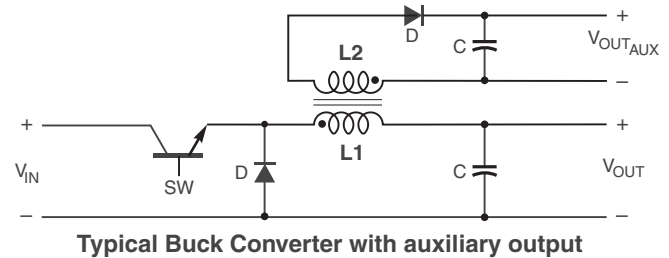 D
+
C
V_OUT_AUX
L2
–
+
+
L1
V_IN
SW
D
C
V_OUT
–
–
Typical Buck Converter with auxiliary output